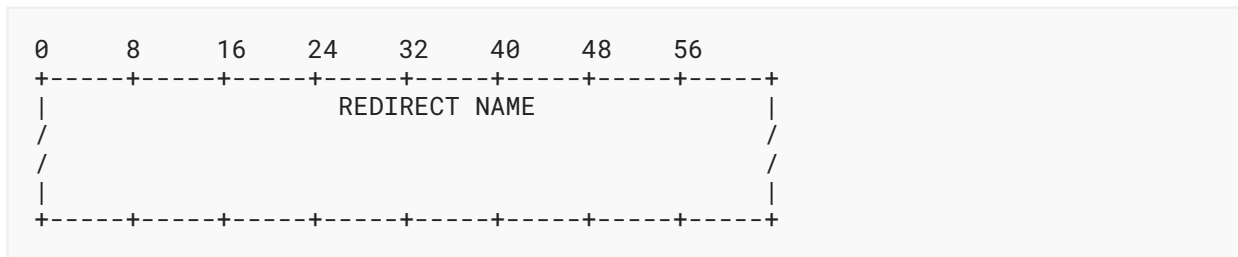 0     8     16    24    32    40    48    56
+-----+-----+-----+-----+-----+-----+-----+-----+
|                   REDIRECT NAME               |
/                                               /
/                                               /
|                                               |
+-----+-----+-----+-----+-----+-----+-----+-----+